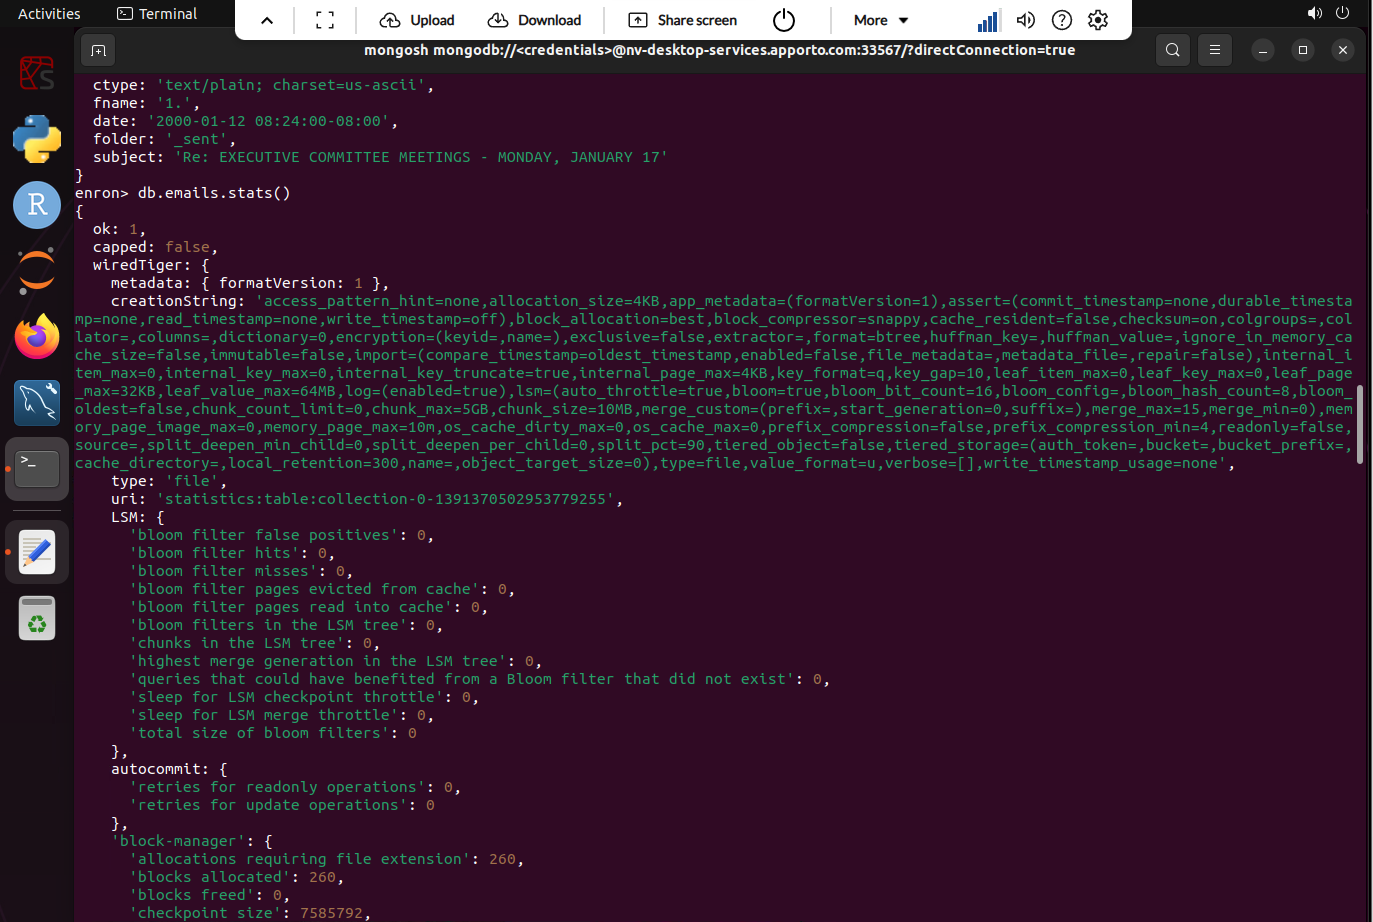 Activities
Terminal
Upload
Download
Share screen
More
mongosh mongodb://<credentials>@nv-desktop-services.apporto.com:33567/?directConnection=true
ctype: 'text/plain; charset=us-ascii',
fname: '1.',
date: '2000-01-12 08:24:00-08:00',
folder: '_sent',
subject: 'Re: EXECUTIVE COMMITTEE MEETINGS - MONDAY, JANUARY 17'
}
enron> db.emails.stats()
{
ok: 1,
capped: false,
wiredTiger: {
metadata: { formatVersion: 1 },
creationString: 'access_pattern_hint=none,allocation_size=4KB,app_metadata=(formatVersion=1),assert=(commit_timestamp=none,durable_timesta
mp=none,read_timestamp=none,write_timestamp=off),block_allocation=best,block_compressor=snappy,cache_resident=false,checksum=on,colgroups=,col
lator=,columns=,dictionary=0,encryption=(keyid=,name=),exclusive=false,extractor=,format=btree,huffman_key=,huffman_value=,ignore_in_memory_ca
che_size=false,immutable=false,import=(compare_timestamp=oldest_timestamp,enabled=false,file_metadata=,metadata_file=,repair=false),internal_i
tem_max=0,internal_key_max=0,internal_key_truncate=true,internal_page_max=4KB,key_format=q,key_gap=10,leaf_item_max=0,leaf_key_max=0,leaf_page
_max=32KB,leaf_value_max=64MB,log=(enabled=true),lsm=(auto_throttle=true,bloom=true,bloom_bit_count=16,bloom_config=,bloom_hash_count=8,bloom_
oldest=false,chunk_count_limit=0,chunk_max=5GB,chunk_size=10MB,merge_custom=(prefix=,start_generation=0,suffix=),merge_max=15,merge_min=0),mem
ory_page_image_max=0,memory_page_max=10m,os_cache_dirty_max=0,os_cache_max=0,prefix_compression=false,prefix_compression_min=4,readonly=false,
source=,split_deepen_min_child=0,split_deepen_per_child=0,split_pct=90,tiered_object=false,tiered_storage=(auth_token=,bucket=,bucket_prefix=,
cache_directory=,local_retention=300,name=,object_target_size=0),type=file,value_format=u,verbose=[],write_timestamp_usage=none',
type: 'file',
uri: 'statistics:table:collection-0-1391370502953779255',
LSM: {
'bloom filter false positives': 0,
'bloom filter hits': 0,
'bloom filter misses': 0,
'bloom filter pages evicted from cache': 0,
'bloom filter pages read into cache': 0,
'bloom filters in the LSM tree': 0,
'chunks in the LSM tree': 0,
'highest merge generation in the LSM tree': 0,
'queries that could have benefited from a Bloom filter that did not exist': 0,
'sleep for LSM checkpoint throttle': 0,
'sleep for LSM merge throttle': 0,
'total size of bloom filters': 0
},
autocommit: {
'retries for readonly operations': 0,
'retries for update operations': 0
},
'block-manager': {
'allocations requiring file extension': 260,
'blocks allocated': 260,
'blocks freed': 0,
'checkpoint size': 7585792,